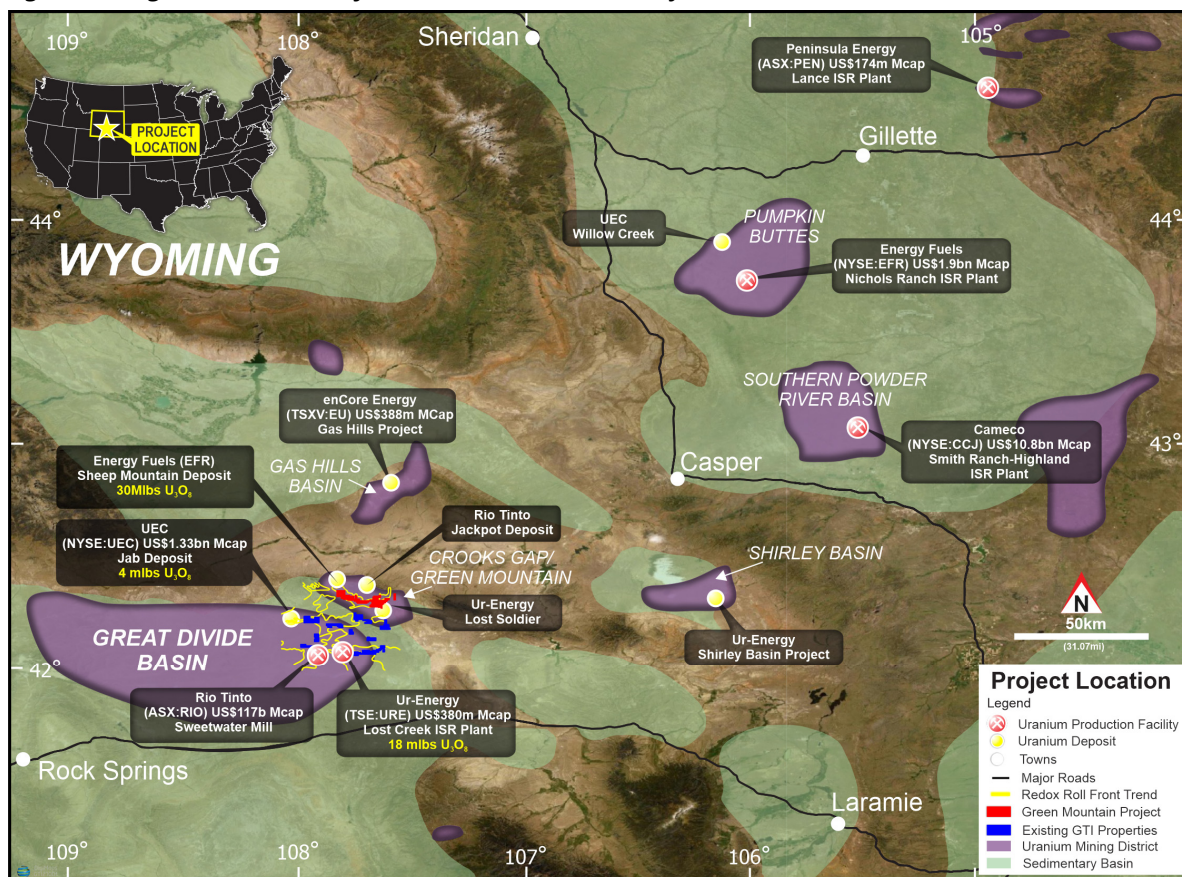 109°
108°
105°
Sheridan
Peninsula Energy
(ASX:PEN) US$174m Mcap
Lance ISR Plant
PROJECT
LOCATION
Gillette
44°
44°
WYOMING
UEC
Willow Creek
PUMPKIN
BUTTES
Energy Fuels
(NYSE:EFR) US$1.9bn Mcap
Nichols Ranch ISR Plant
enCore Energy
(TSXV:EU) US$388m MCap
Gas Hills Project
SOUTHERN POWDER
RIVER BASIN
Cameco
(NYSE:CCJ) US$10.8bn Mcap
Smith Ranch-Highland
ISR Plant
43°
Energy Fuels (EFR)
Sheep Mountain Deposit
30Mlbs U₃O₈
GAS HILLS
BASIN
Casper
UEC
(NYSE:UEC) US$1.33bn Mcap
Jab Deposit
4 mlbs U₃O₈
Rio Tinto
Jackpot Deposit
CROOKS GAP/
GREEN MOUNTAIN
SHIRLEY BASIN
Ur-Energy
Lost Soldier
N
50km
(31.07mi)
GREAT DIVIDE
BASIN
Ur-Energy
Shirley Basin Project
42°
Rio Tinto
(ASX:RIO) US$117b Mcap
Sweetwater Mill
Ur-Energy
(TSE:URE) US$380m MCap
Lost Creek ISR Plant
18 mlbs U₃O₈
Rock Springs
Laramie
Project Location
Legend
Uranium Production Facility
Uranium Deposit
Towns
Major Roads
Redox Roll Front Trend
Green Mountain Project
Existing GTI Properties
Uranium Mining District
Sedimentary Basin
109°
108°
107°
106°